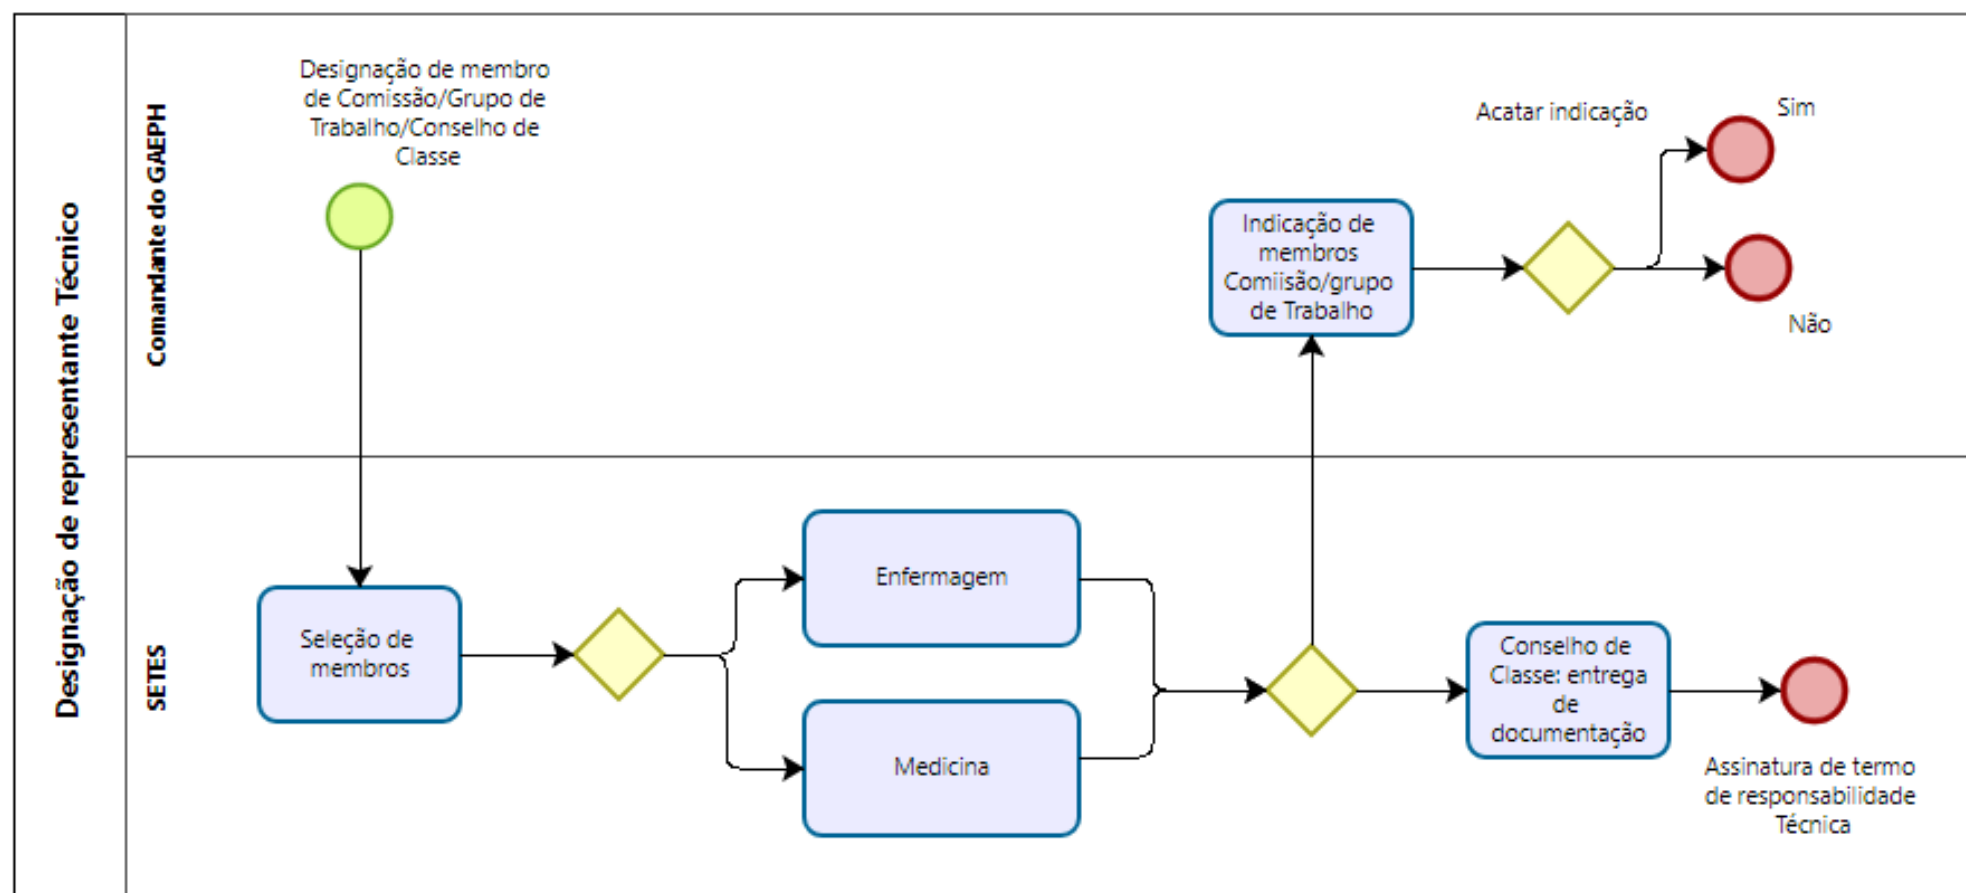 Designação de representante Técnico
Comandante do GAEPH
Designação de membro
de Comissão/Grupo de
Trabalho/Conselho de
Classe
Indicação de
membros
Comiisão/grupo
de Trabalho
Acatar indicação
Sim
Não
SETES
Seleção de
membros
Enfermagem
Medicina
Conselho de
Classe: entrega
de
documentação
Assinatura de termo
de responsabilidade
Técnica